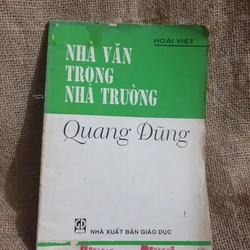 HOÀI VIỆT
NHÀ VĂN
TRONG
NHÀ TRƯỜNG
Quang Dũng
NHÀ XUẤT BẢN GIÁO DỤC